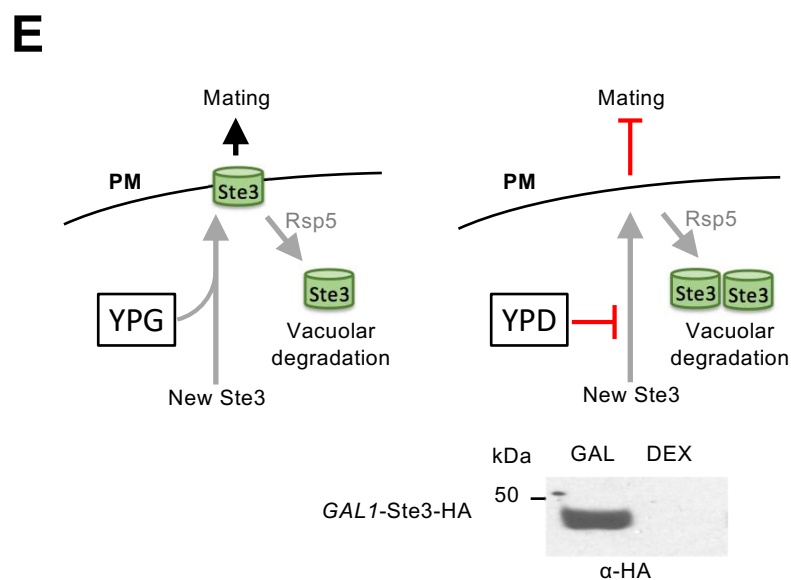 E
Mating
Mating
PM
PM
Ste3
Rsp5
Rsp5
Ste3
Ste3
Ste3
YPG
YPD
Vacuolar
degradation
Vacuolar
degradation
New Ste3
New Ste3
kDa GAL DEX
50
GAL1-Ste3-HA
α-HA